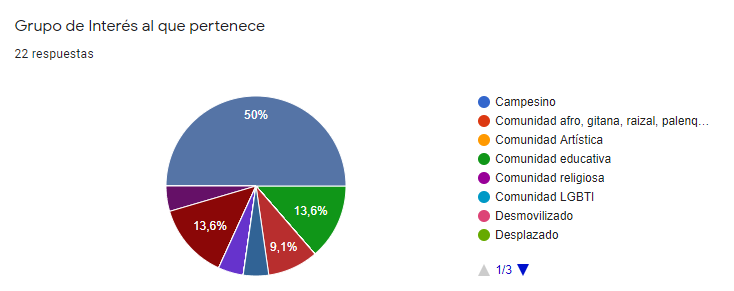 Grupo de Interés al que pertenece
22 respuestas
50%
13,6%
13,6%
9,1%
Campesino
Comunidad afro, gitana, raizal, palenq…
Comunidad Artística
Comunidad educativa
Comunidad religiosa
Comunidad LGBTI
Desmovilizado
Desplazado
1/3